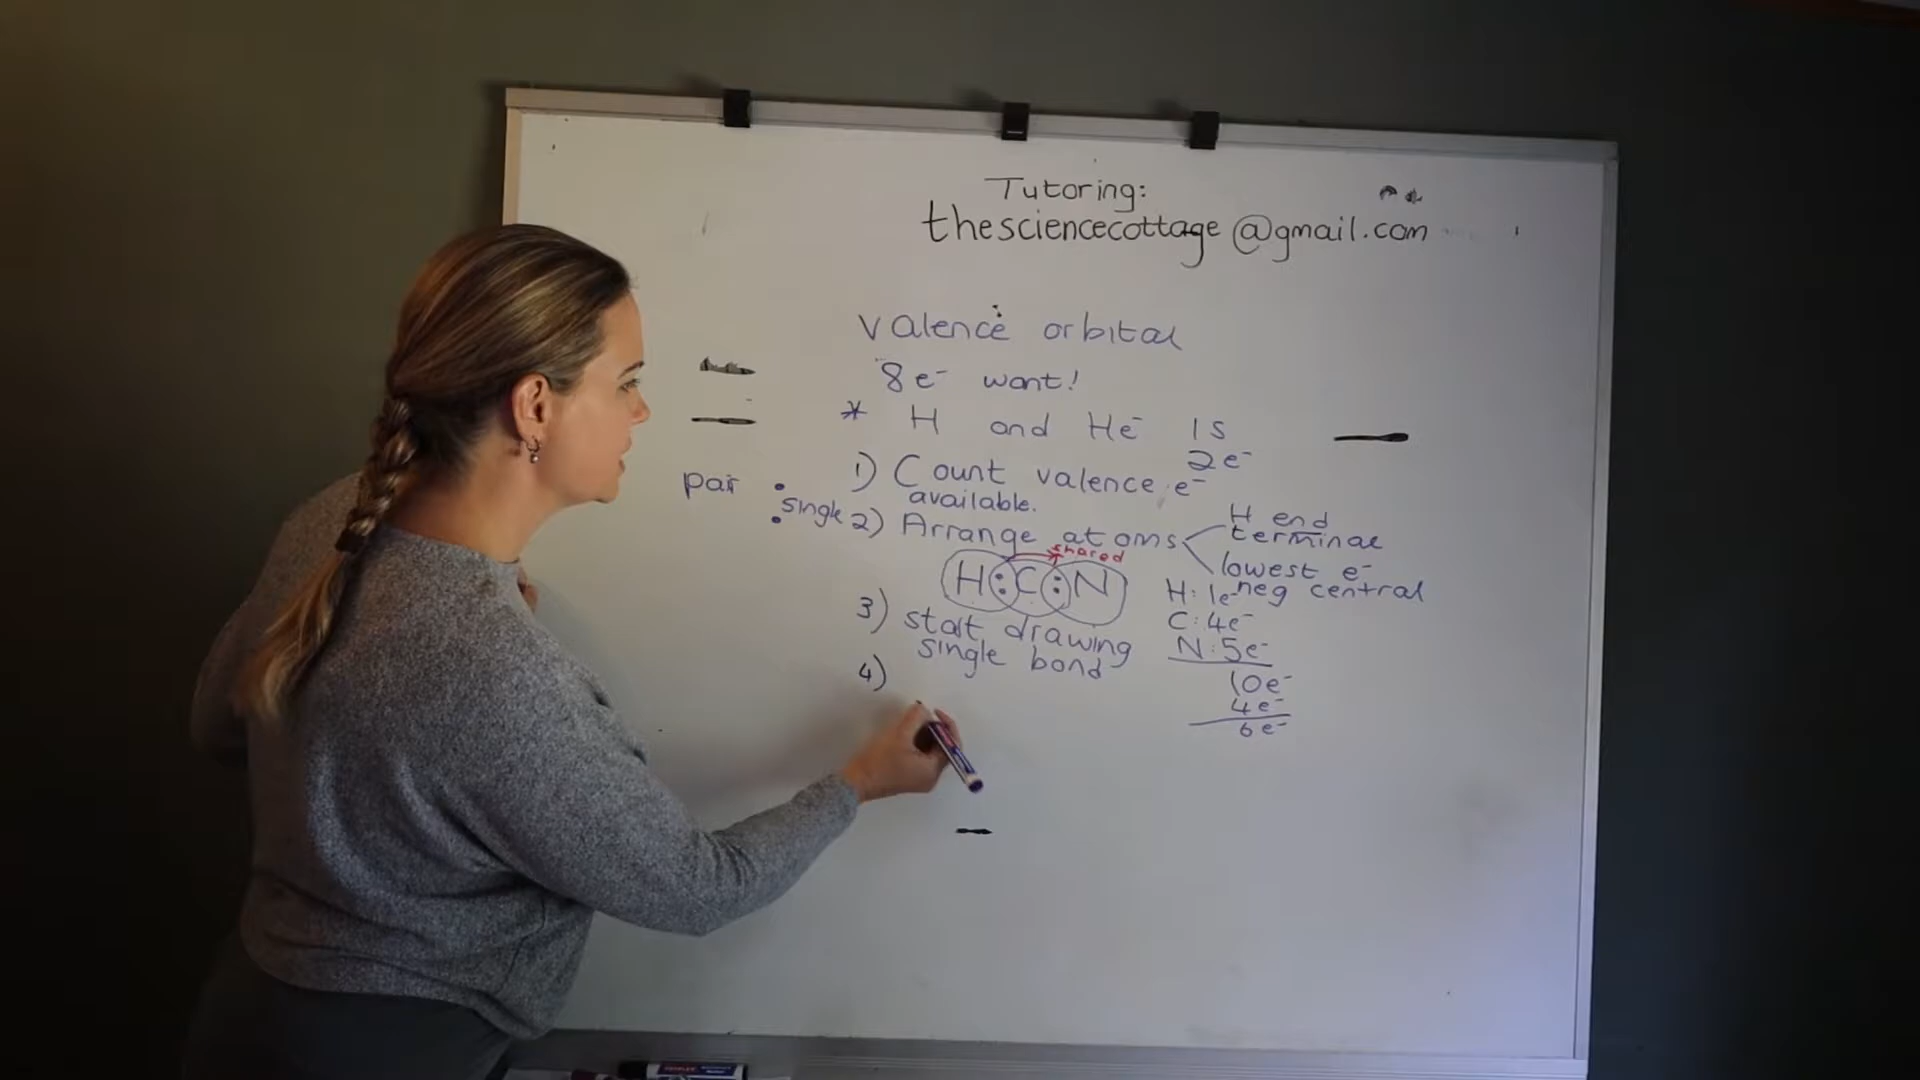 Tutoring:
thesciencecottage@gmail.com
Valence orbital
8e⁻ want!
* H and He is
2e⁻
1) Count valence e⁻
available.
pair : single
2) Arrange atoms
H end
terminal
lowest e⁻
neg central
shared
H:C:N
3) start drawing
single bond
H: 1e⁻
C: 4e⁻
N: 5e⁻
10e⁻
4e⁻
6e⁻
4)